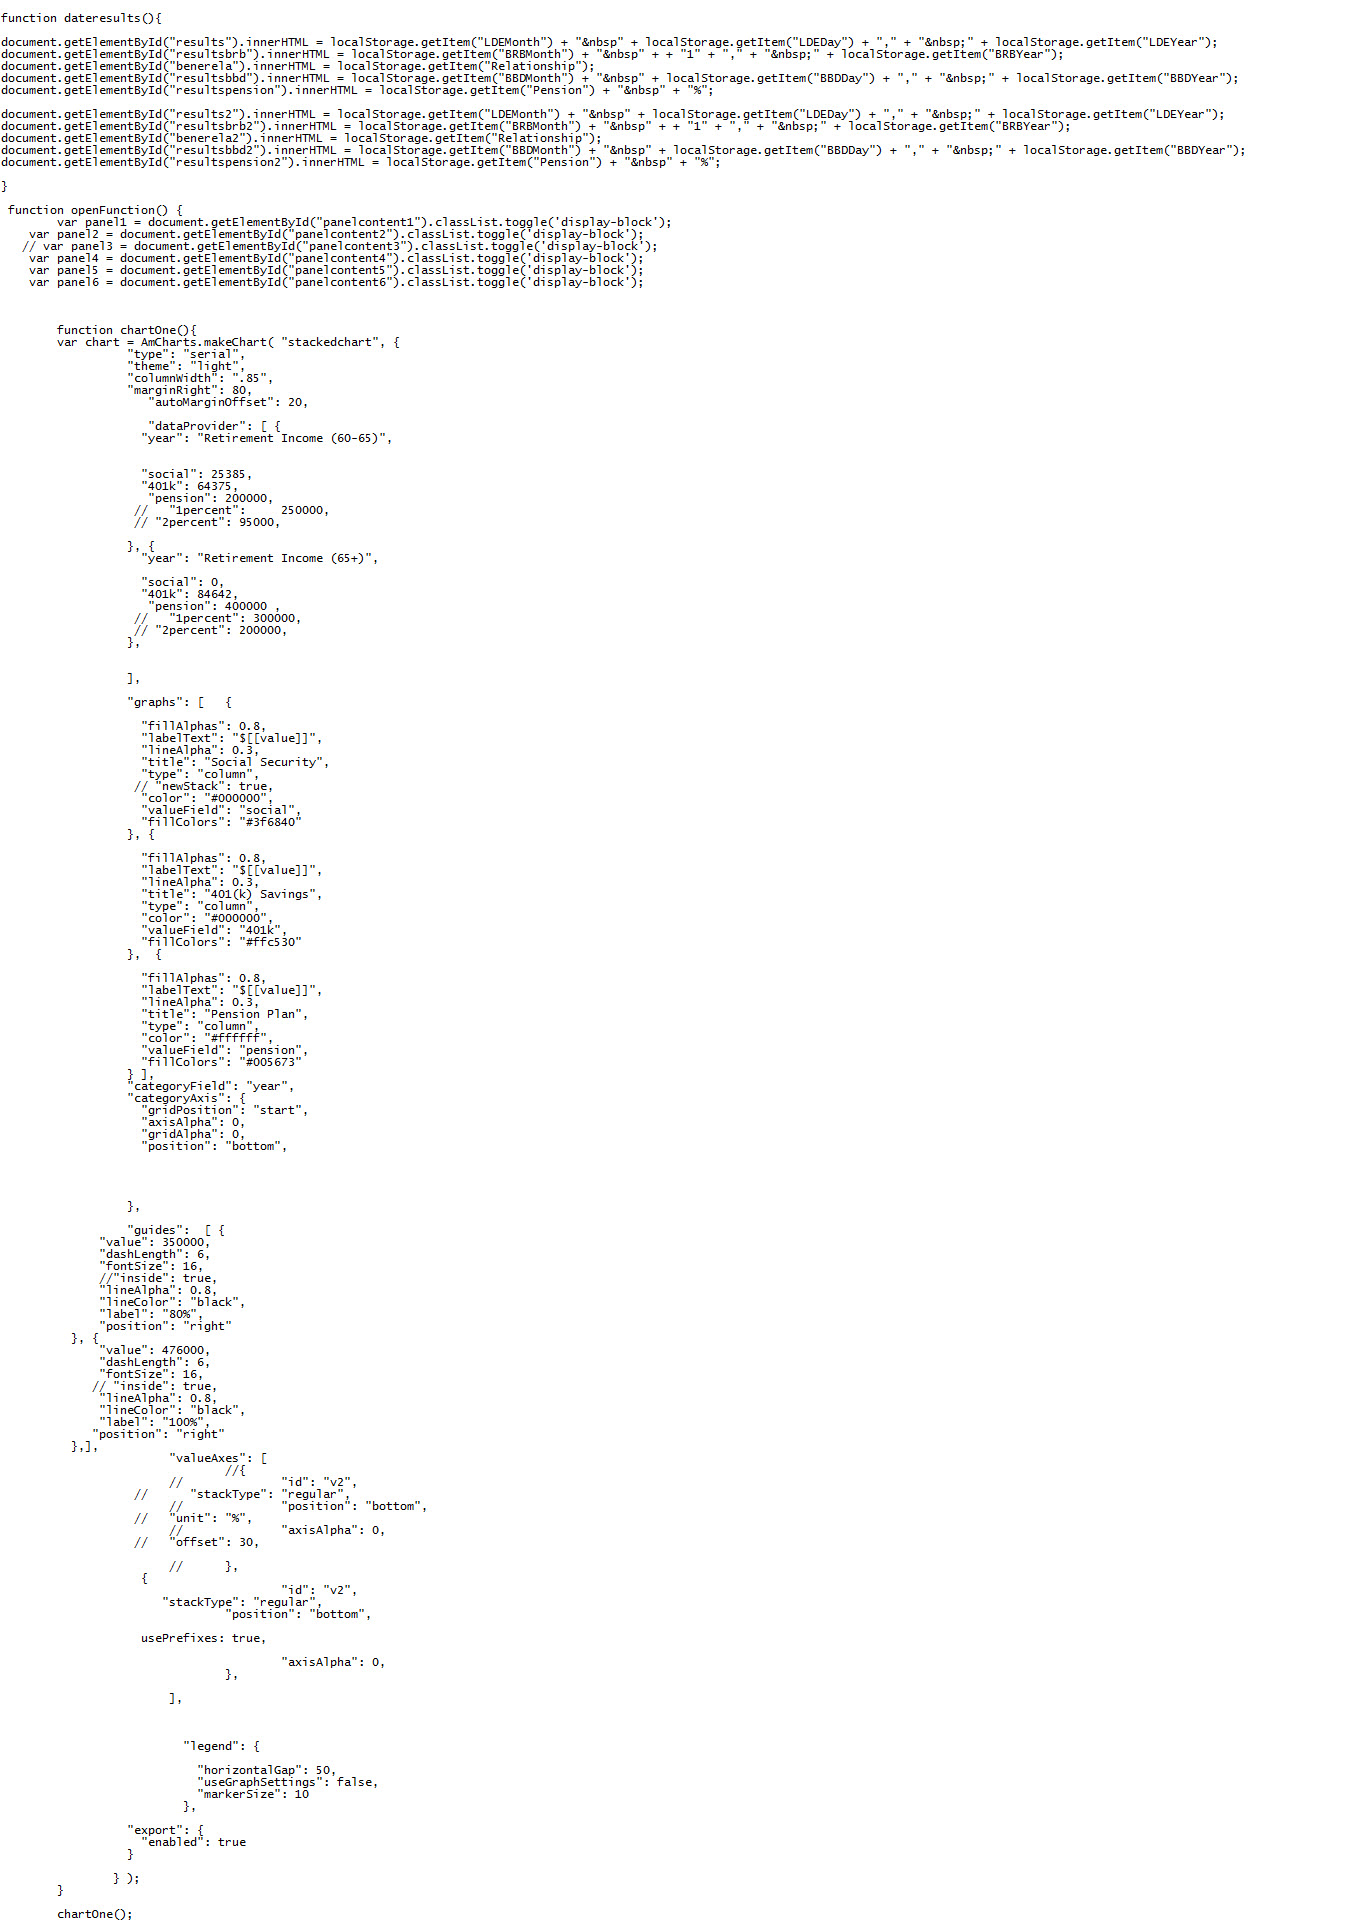 function dateresults(){
document.getElementById("results").innerHTML = localStorage.getItem("LDEMonth") + "&nbsp" + localStorage.getItem("LDEDay") + "," + "&nbsp;" + localStorage.getItem("LDEYear");
document.getElementById("resultsbrb").innerHTML = localStorage.getItem("BRBMonth") + "&nbsp" + + "1" + "," + "&nbsp;" + localStorage.getItem("BRBYear");
document.getElementById("benerela").innerHTML = localStorage.getItem("Relationship");
document.getElementById("resultsbbd").innerHTML = localStorage.getItem("BBDMonth") + "&nbsp" + localStorage.getItem("BBDDay") + "," + "&nbsp;" + localStorage.getItem("BBDYear");
document.getElementById("resultspension").innerHTML = localStorage.getItem("Pension") + "&nbsp" + "%";
document.getElementById("results2").innerHTML = localStorage.getItem("LDEMonth") + "&nbsp" + localStorage.getItem("LDEDay") + "," + "&nbsp;" + localStorage.getItem("LDEYear");
document.getElementById("resultsbrb2").innerHTML = localStorage.getItem("BRBMonth") + "&nbsp" + + "1" + "," + "&nbsp;" + localStorage.getItem("BRBYear");
document.getElementById("benerela2").innerHTML = localStorage.getItem("Relationship");
document.getElementById("resultsbbd2").innerHTML = localStorage.getItem("BBDMonth") + "&nbsp" + localStorage.getItem("BBDDay") + "," + "&nbsp;" + localStorage.getItem("BBDYear");
document.getElementById("resultspension2").innerHTML = localStorage.getItem("Pension") + "&nbsp" + "%";
}
function openFunction() {
var panel1 = document.getElementById("panelcontent1").classList.toggle('display-block');
var panel2 = document.getElementById("panelcontent2").classList.toggle('display-block');
// var panel3 = document.getElementById("panelcontent3").classList.toggle('display-block');
var panel4 = document.getElementById("panelcontent4").classList.toggle('display-block');
var panel5 = document.getElementById("panelcontent5").classList.toggle('display-block');
var panel6 = document.getElementById("panelcontent6").classList.toggle('display-block');
function chartOne(){
var chart = AmCharts.makeChart( "stackedchart", {
"type": "serial",
"theme": "light",
"columnWidth": ".85",
"marginRight": 80,
"autoMarginOffset": 20,
"dataProvider": [ {
"year": "Retirement Income (60-65)",
"social": 25385,
"401k": 64375,
"pension": 200000,
// "1percent": 250000,
// "2percent": 95000,
}, {
"year": "Retirement Income (65+)",
"social": 0,
"401k": 84642,
"pension": 400000 ,
// "1percent": 300000,
// "2percent": 200000,
},
],
"graphs": [ {
"fillAlphas": 0.8,
"labelText": "$[[value]]",
"lineAlpha": 0.3,
"title": "Social Security",
"type": "column",
// "newStack": true,
"color": "#000000",
"valueField": "social",
"fillColors": "#3f6840"
}, {
"fillAlphas": 0.8,
"labelText": "$[[value]]",
"lineAlpha": 0.3,
"title": "401(k) Savings",
"type": "column",
"color": "#000000",
"valueField": "401k",
"fillColors": "#ffc530"
}, {
"fillAlphas": 0.8,
"labelText": "$[[value]]",
"lineAlpha": 0.3,
"title": "Pension Plan",
"type": "column",
"color": "#ffffff",
"valueField": "pension",
"fillColors": "#005673"
} ],
"categoryField": "year",
"categoryAxis": {
"gridPosition": "start",
"axisAlpha": 0,
"gridAlpha": 0,
"position": "bottom",
},
"guides": [ {
"value": 350000,
"dashLength": 6,
"fontSize": 16,
//"inside": true,
"lineAlpha": 0.8,
"lineColor": "black",
"label": "80%",
"position": "right"
}, {
"value": 476000,
"dashLength": 6,
"fontSize": 16,
// "inside": true,
"lineAlpha": 0.8,
"lineColor": "black",
"label": "100%",
"position": "right"
},],
"valueAxes": [
//{
// "id": "v2",
// "stackType": "regular",
// "position": "bottom",
// "unit": "%",
// "axisAlpha": 0,
// "offset": 30,
// },
{
"id": "v2",
"stackType": "regular",
"position": "bottom",
usePrefixes: true,
"axisAlpha": 0,
},
],
"legend": {
"horizontalGap": 50,
"useGraphSettings": false,
"markerSize": 10
},
"export": {
"enabled": true
}
} );
}
chartOne();